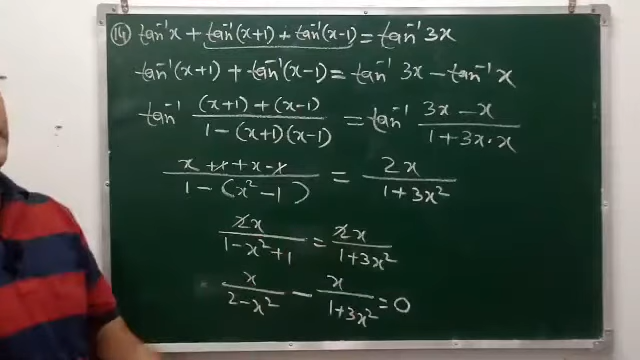 (14) tan⁻¹x + tan⁻¹(x+1) + tan⁻¹(x-1) = tan⁻¹ 3x
tan⁻¹(x+1) + tan⁻¹(x-1) = tan⁻¹ 3x - tan⁻¹ x
tan⁻¹ (x+1) + (x-1) / 1 - (x+1)(x-1) = tan⁻¹ 3x - x / 1 + 3x·x
x + 1 + x - 1 / 1 - (x² - 1) = 2x / 1 + 3x²
2x / 1 - x² + 1 = 2x / 1 + 3x²
x / 2 - x² - x / 1 + 3x² = 0